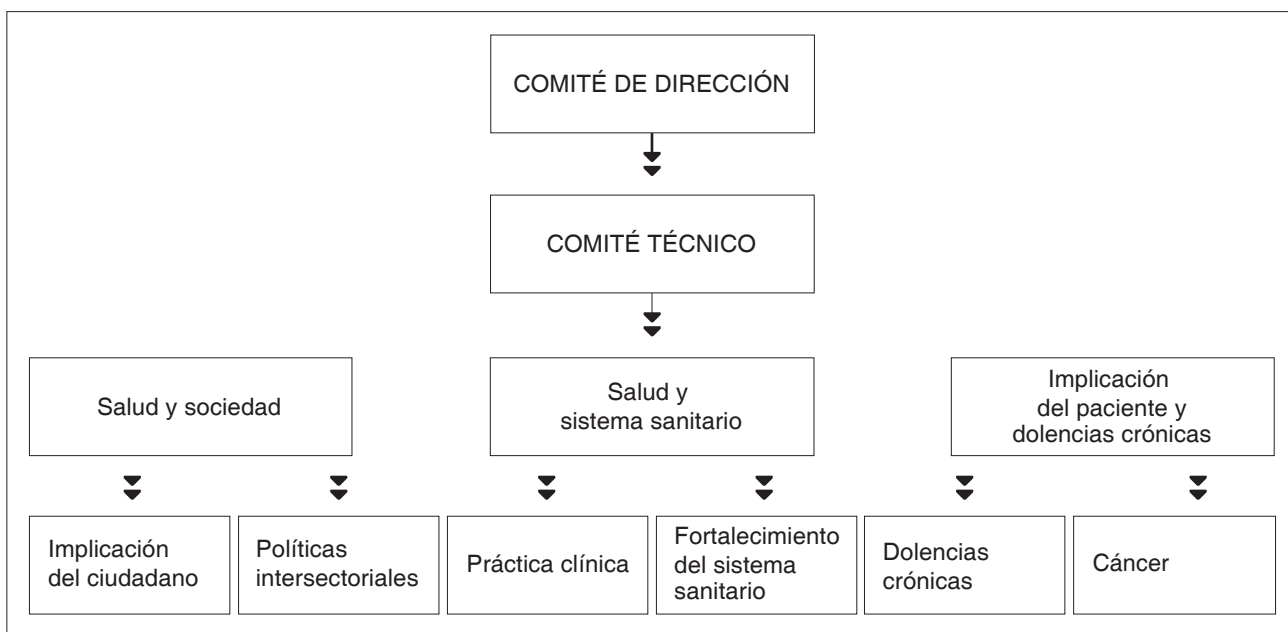 COMITÉ DE DIRECCIÓN
COMITÉ TÉCNICO
Salud y sociedad
Salud y
sistema sanitario
Implicación
del paciente y
dolencias crónicas
Implicación
del ciudadano
Políticas
intersectoriales
Práctica clínica
Fortalecimiento
del sistema
sanitario
Dolencias
crónicas
Cáncer